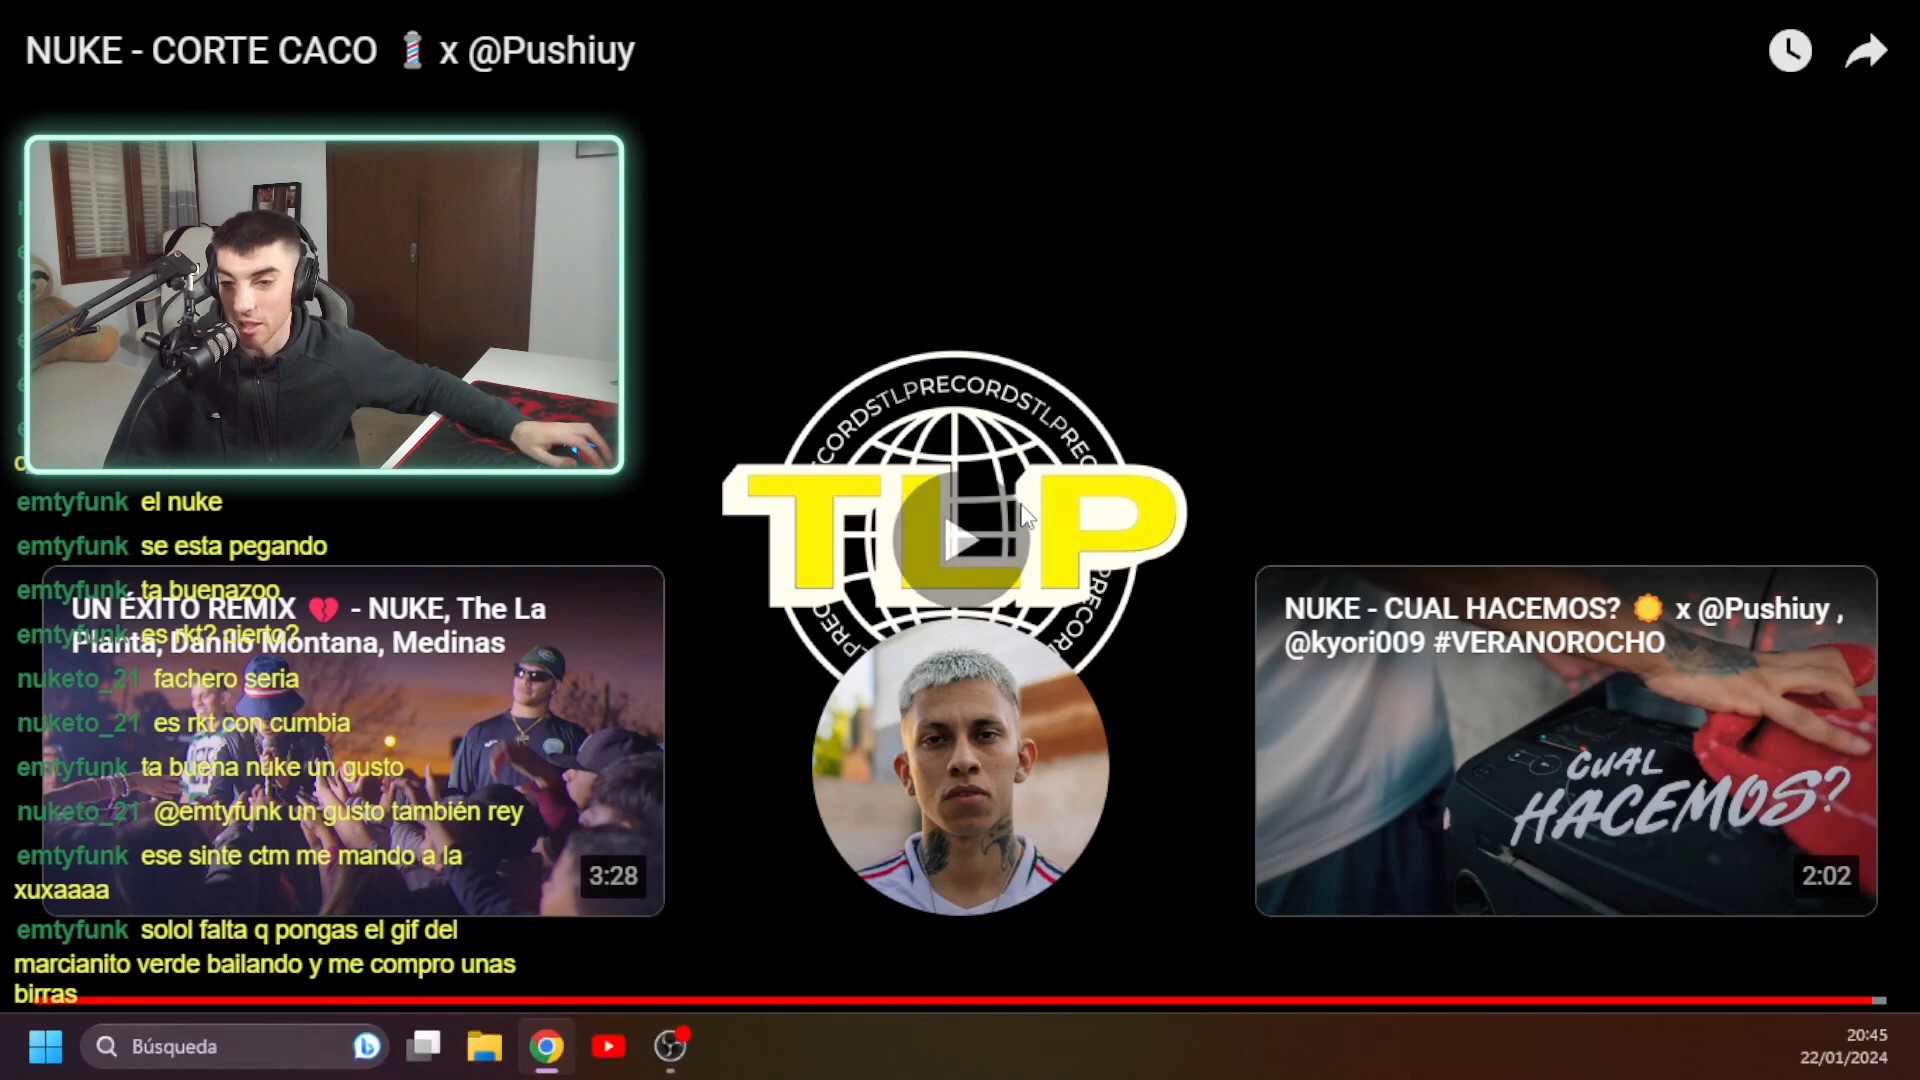 NUKE - CORTE CACO 💈 x @Pushiuy
emtyfunk el nuke
emtyfunk se esta pegando
emtyfunk ta buenazoo
UN ÉXITO REMIX 💔 - NUKE, The La
emtyfunk es rkt? cierto?
Planta, Danilo Montana, Medinas
nuketo_21 fachero seria
nuketo_21 es rkt con cumbia
emtyfunk ta buena nuke un gusto
nuketo_21 @emtyfunk un gusto también rey
emtyfunk ese sinte ctm me mando a la
xuxaaaa
3:28
emtyfunk solol falta q pongas el gif del
marcianito verde bailando y me compro unas
birras
CORDSTLPRECORDSTLPREC
TLP
LPREC
PRECOR
NUKE - CUAL HACEMOS? ☀️ x @Pushiuy ,
@kyori009 #VERANOROCHO
CUAL
HACEMOS?
2:02
Búsqueda
20:45
22/01/2024